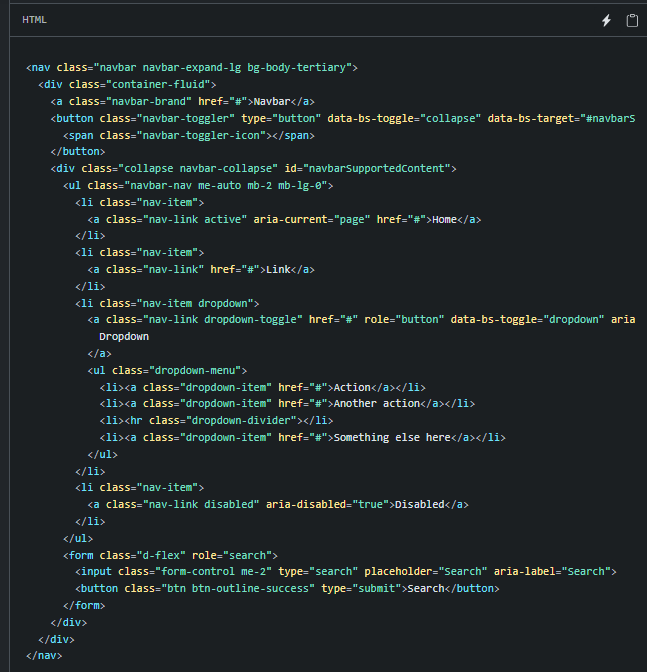 HTML
<nav class="navbar navbar-expand-lg bg-body-tertiary">
  <div class="container-fluid">
    <a class="navbar-brand" href="#">Navbar</a>
    <button class="navbar-toggler" type="button" data-bs-toggle="collapse" data-bs-target="#navbarS
      <span class="navbar-toggler-icon"></span>
    </button>
    <div class="collapse navbar-collapse" id="navbarSupportedContent">
      <ul class="navbar-nav me-auto mb-2 mb-lg-0">
        <li class="nav-item">
          <a class="nav-link active" aria-current="page" href="#">Home</a>
        </li>
        <li class="nav-item">
          <a class="nav-link" href="#">Link</a>
        </li>
        <li class="nav-item dropdown">
          <a class="nav-link dropdown-toggle" href="#" role="button" data-bs-toggle="dropdown" aria
            Dropdown
          </a>
          <ul class="dropdown-menu">
            <li><a class="dropdown-item" href="#">Action</a></li>
            <li><a class="dropdown-item" href="#">Another action</a></li>
            <li><hr class="dropdown-divider"></li>
            <li><a class="dropdown-item" href="#">Something else here</a></li>
          </ul>
        </li>
        <li class="nav-item">
          <a class="nav-link disabled" aria-disabled="true">Disabled</a>
        </li>
      </ul>
      <form class="d-flex" role="search">
        <input class="form-control me-2" type="search" placeholder="Search" aria-label="Search">
        <button class="btn btn-outline-success" type="submit">Search</button>
      </form>
    </div>
  </div>
</nav>